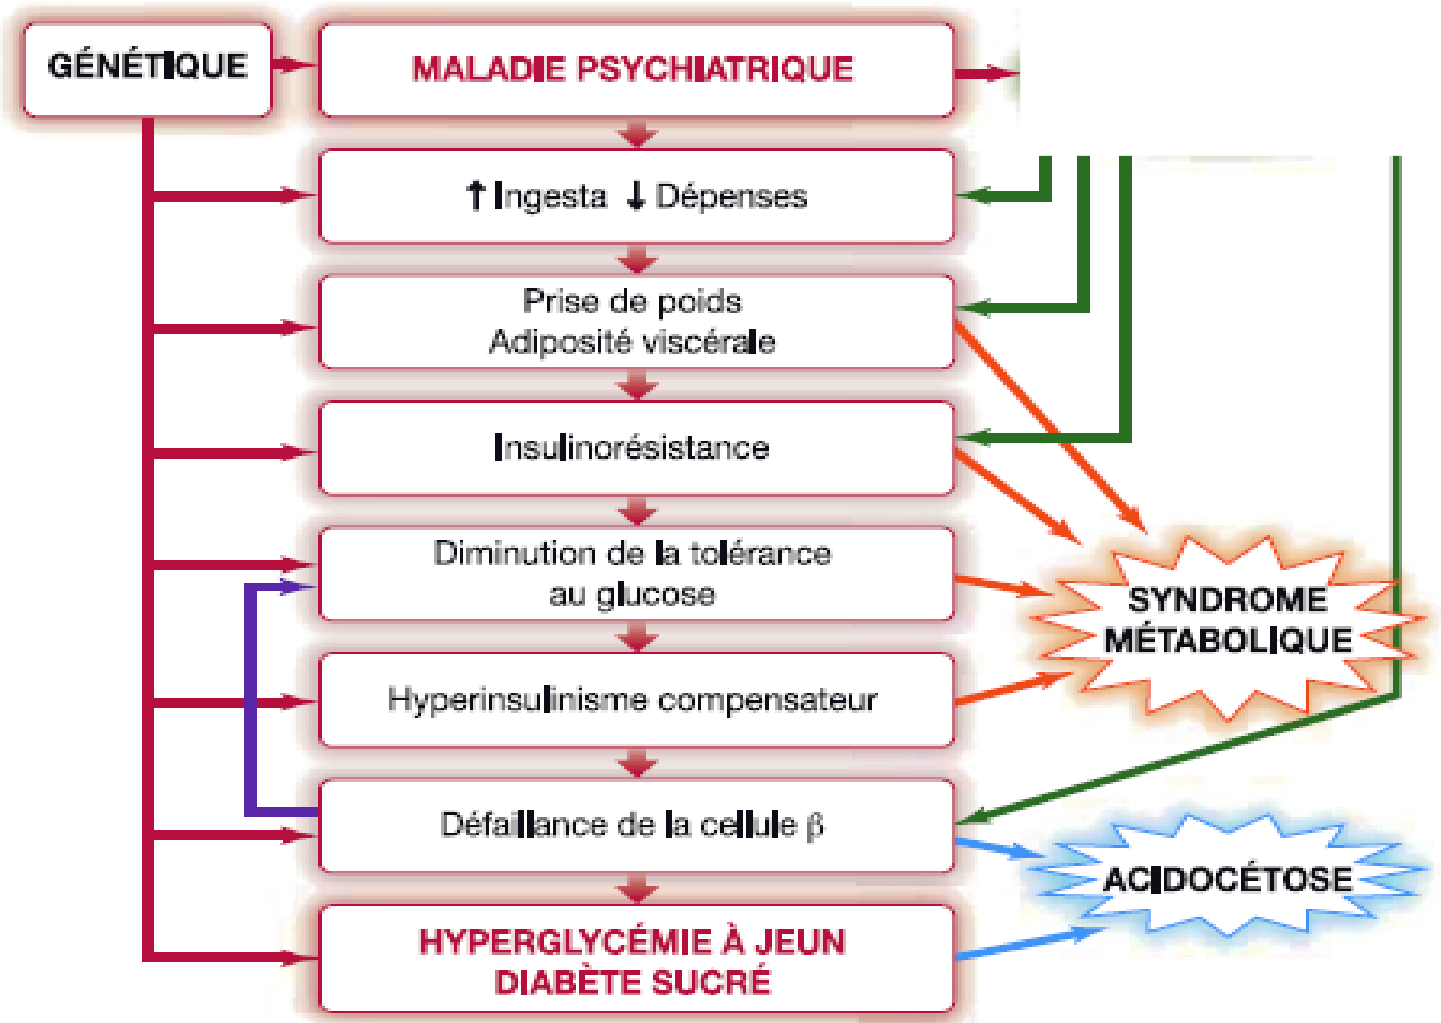 GÉNÉTIQUE
MALADIE PSYCHIATRIQUE
↑ Ingesta ↓ Dépenses
Prise de poids
Adiposité viscérale
Insulinorésistance
Diminution de la tolérance
au glucose
SYNDROME
MÉTABOLIQUE
Hyperinsulinisme compensateur
Défaillance de la cellule β
ACIDOCÉTOSE
HYPERGLYCÉMIE À JEUN
DIABÈTE SUCRÉ